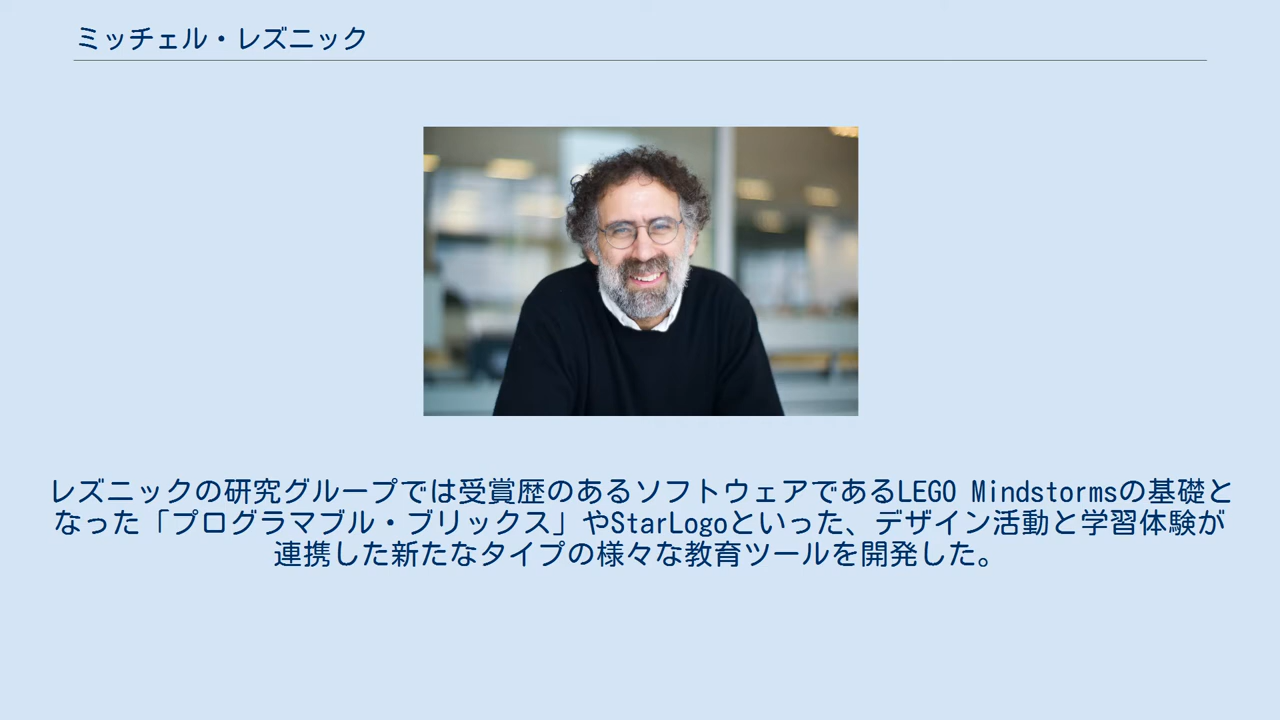 ミッチェル・レズニック
レズニックの研究グループでは受賞歴のあるソフトウェアであるLEGO Mindstormsの基礎と
なった「プログラマブル・ブリックス」やStarLogoといった、デザイン活動と学習体験が
連携した新たなタイプの様々な教育ツールを開発した。